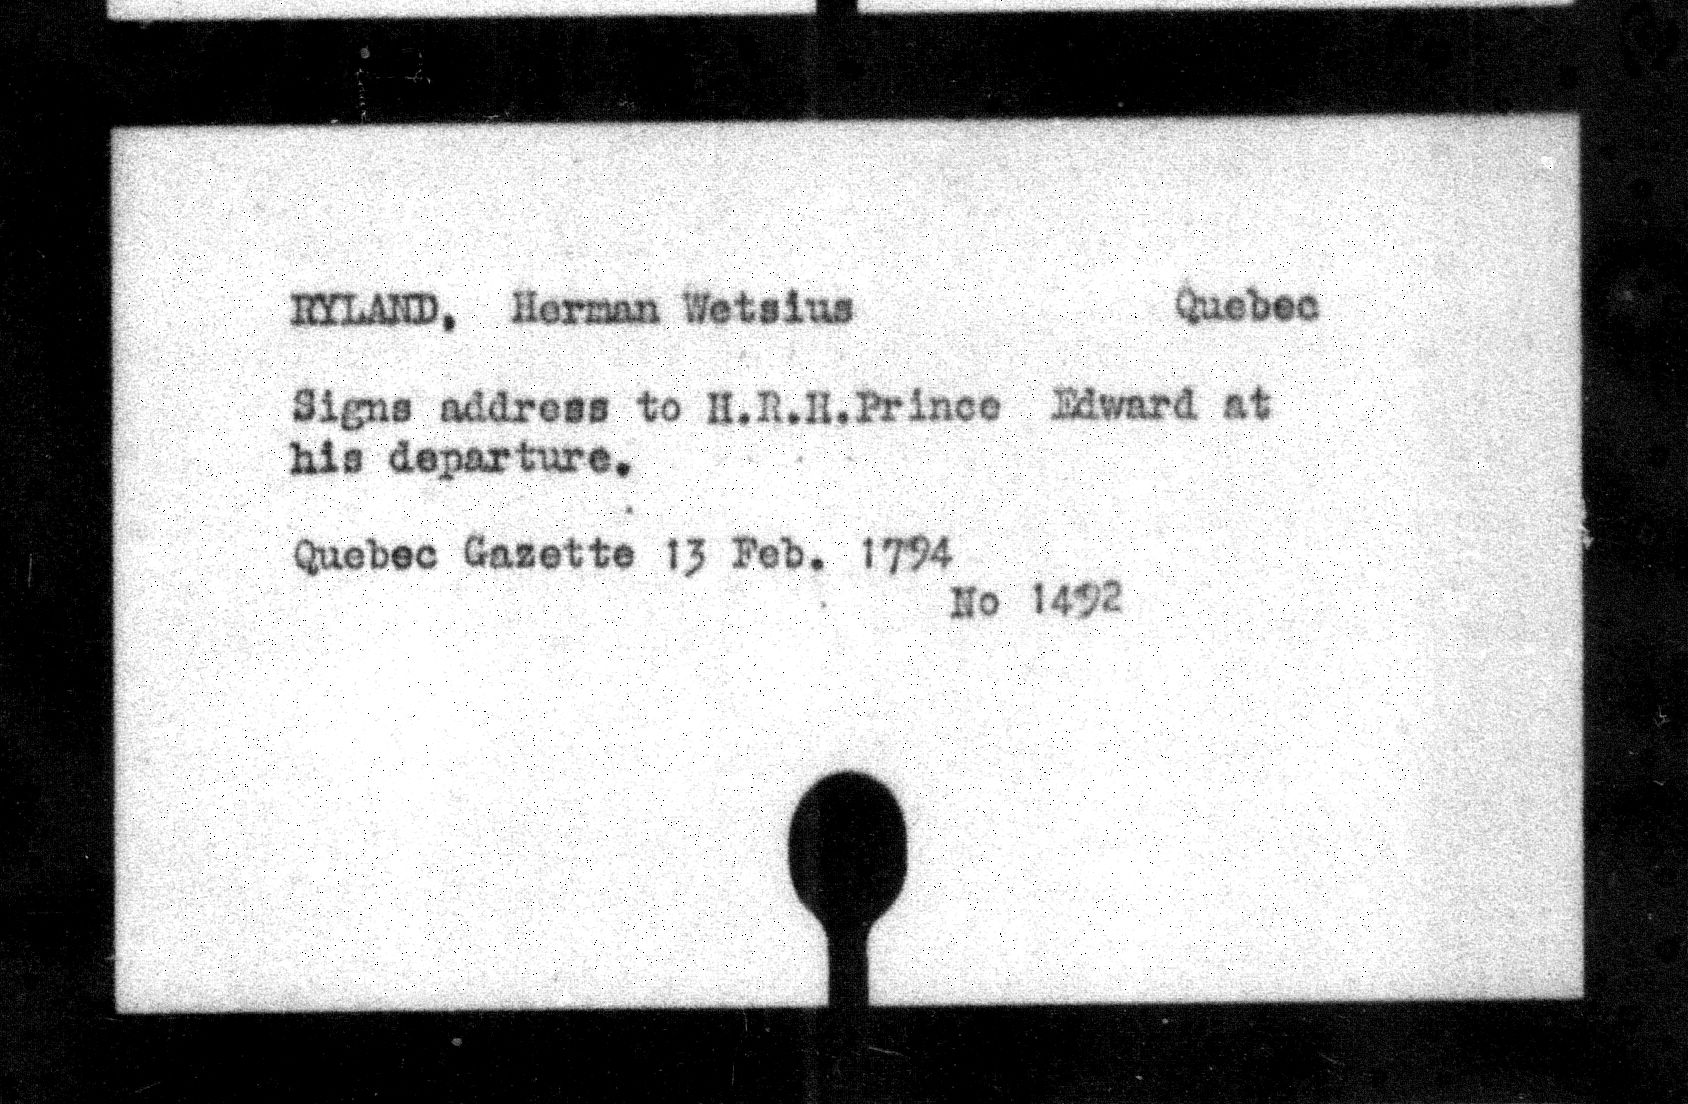 RYLAND, Herman Wetsius Quebec
Signs address to H.R.H.Prince Edward at
his departure.
Quebec Gazette 13 Feb. 1794
No 1492